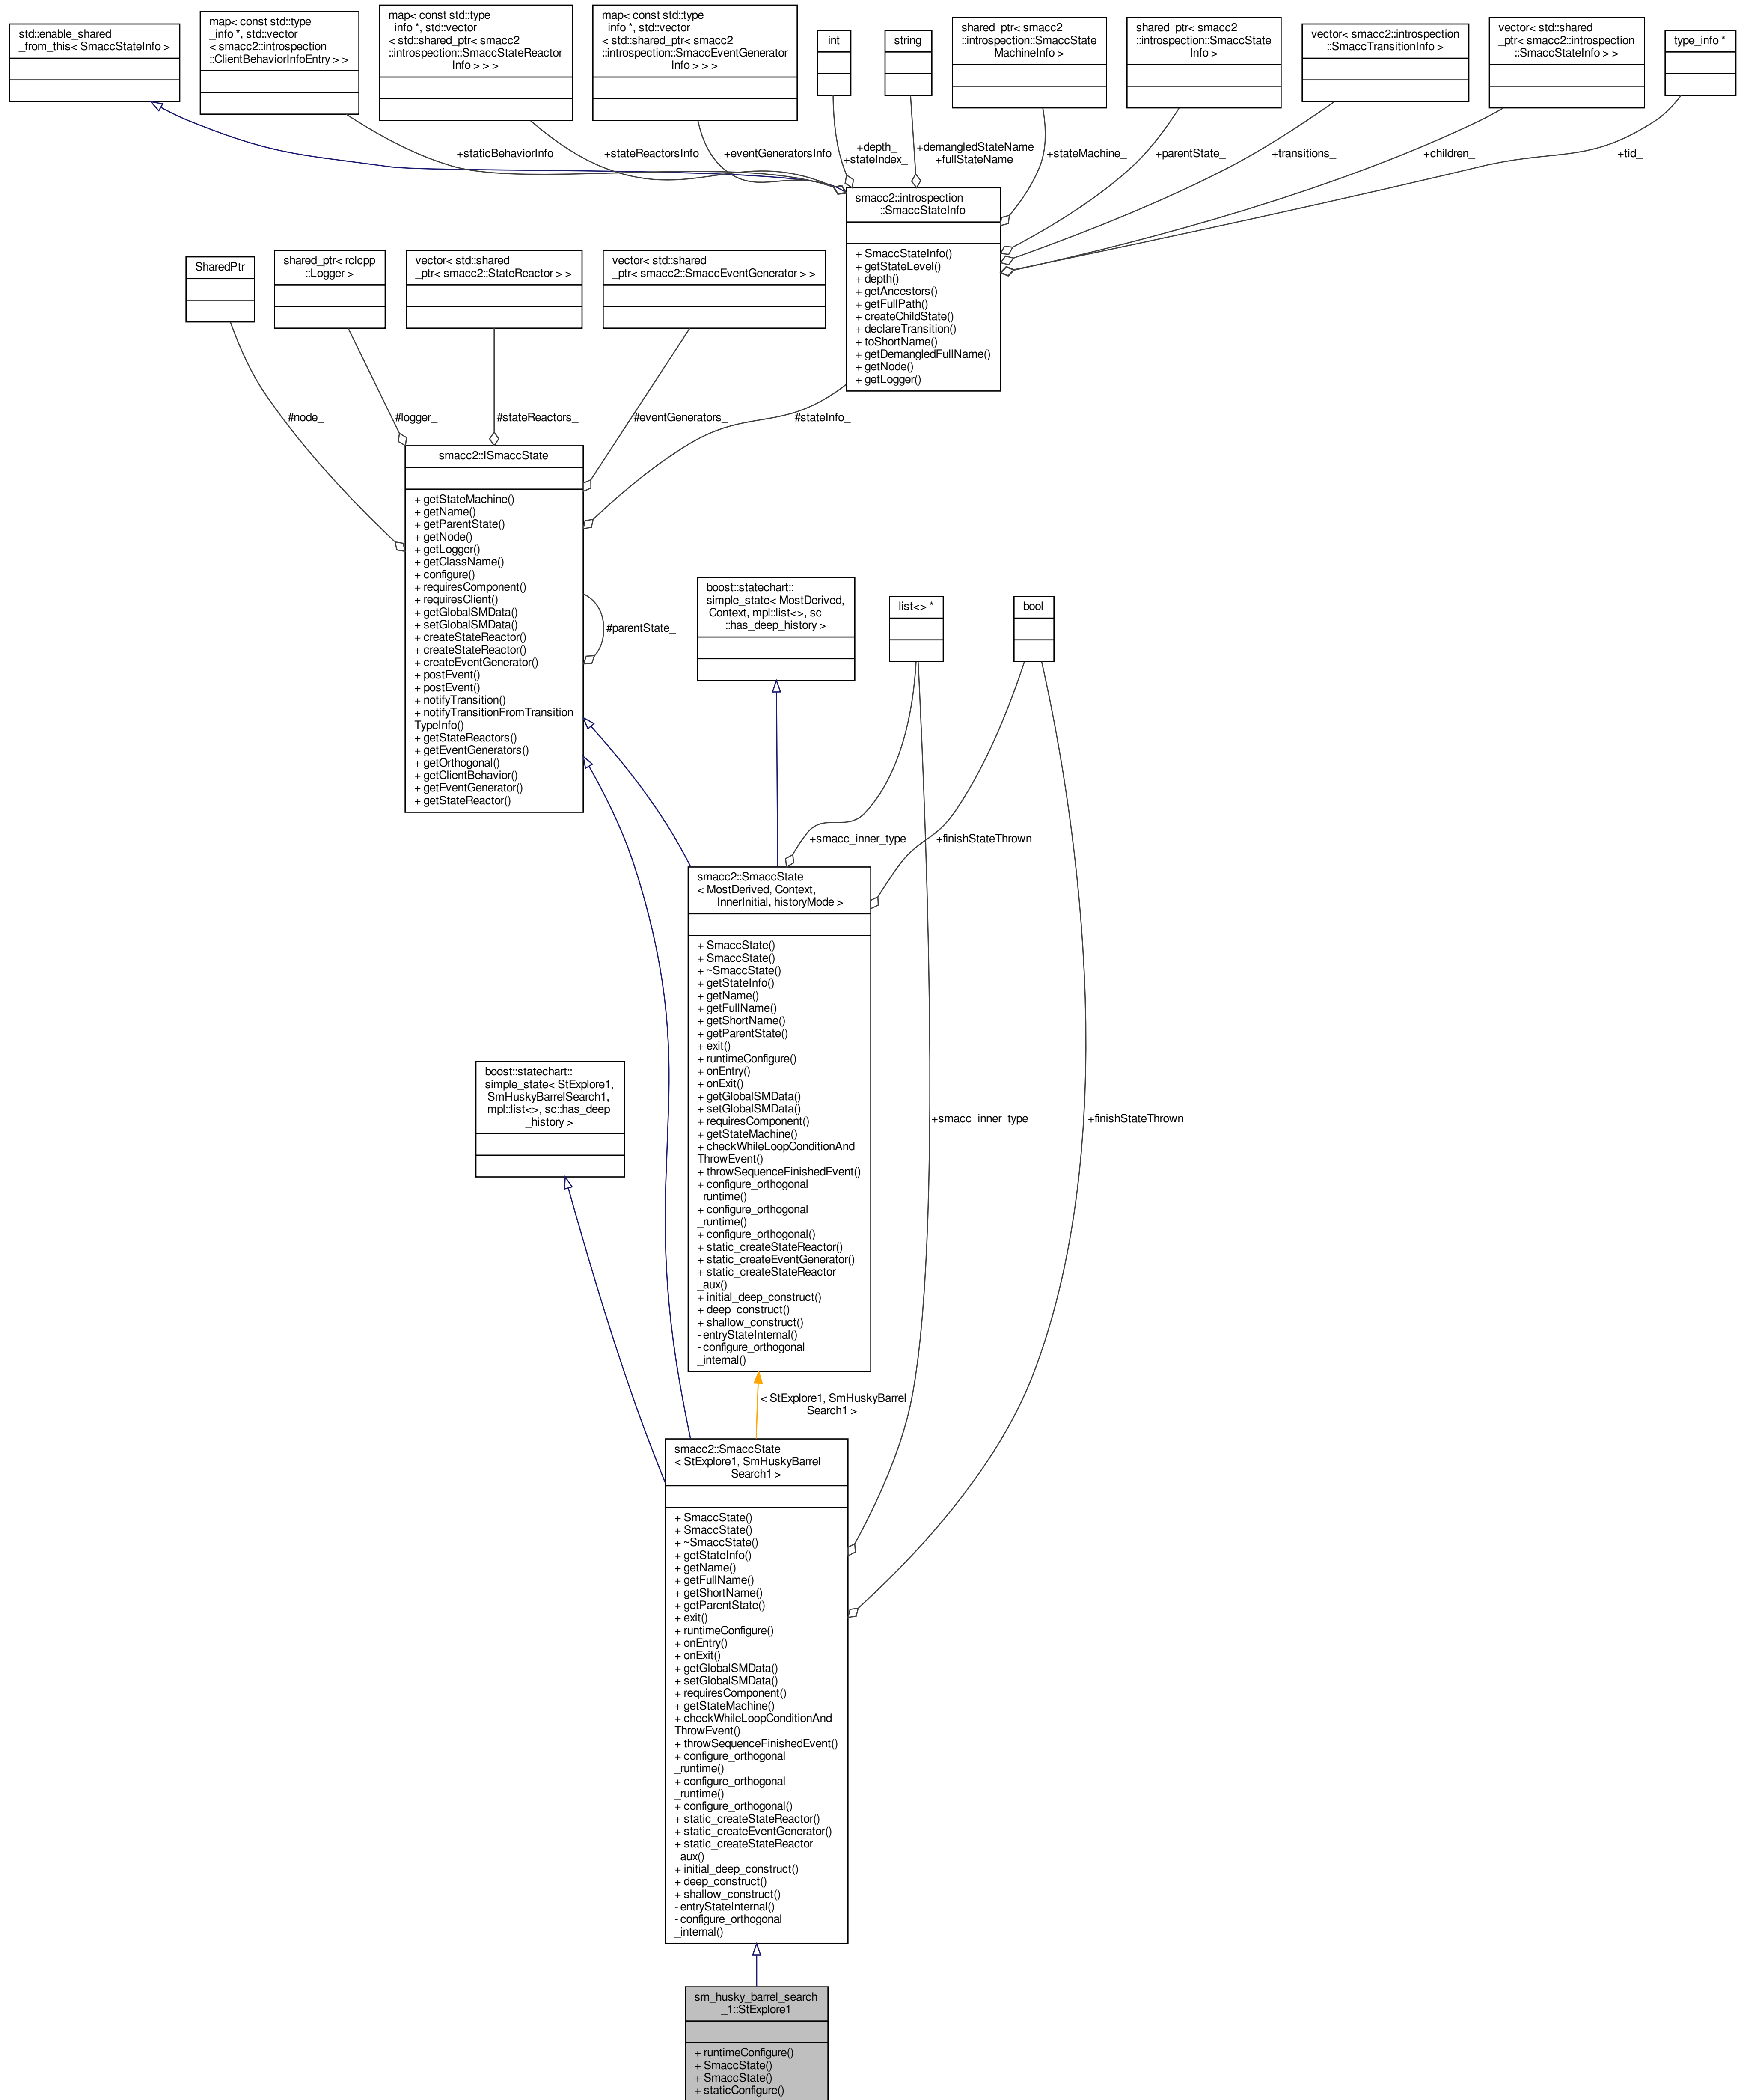 std::enable_shared
_from_this< SmaccStateInfo >
map< const std::type
_info *, std::vector
< smacc2::introspection
::ClientBehaviorInfoEntry > >
map< const std::type
_info *, std::vector
< std::shared_ptr< smacc2
::introspection::SmaccStateReactor
Info > > >
map< const std::type
_info *, std::vector
< std::shared_ptr< smacc2
::introspection::SmaccEventGenerator
Info > > >
int
string
shared_ptr< smacc2
::introspection::SmaccState
MachineInfo >
shared_ptr< smacc2
::introspection::SmaccState
Info >
vector< smacc2::introspection
::SmaccTransitionInfo >
vector< std::shared
_ptr< smacc2::introspection
::SmaccStateInfo > >
type_info *
+staticBehaviorInfo
+stateReactorsInfo
+eventGeneratorsInfo
+depth_
+stateIndex_
+demangledStateName
+fullStateName
+stateMachine_
+parentState_
+transitions_
+children_
+tid_
smacc2::introspection
::SmaccStateInfo
+ SmaccStateInfo()
+ getStateLevel()
+ depth()
+ getAncestors()
+ getFullPath()
+ createChildState()
+ declareTransition()
+ toShortName()
+ getDemangledFullName()
+ getNode()
+ getLogger()
SharedPtr
shared_ptr< rclcpp
::Logger >
vector< std::shared
_ptr< smacc2::StateReactor > >
vector< std::shared
_ptr< smacc2::SmaccEventGenerator > >
#node_
#logger_
#stateReactors_
#eventGenerators_
#stateInfo_
smacc2::ISmaccState
+ getStateMachine()
+ getName()
+ getParentState()
+ getNode()
+ getLogger()
+ getClassName()
+ configure()
+ requiresComponent()
+ requiresClient()
+ getGlobalSMData()
+ setGlobalSMData()
+ createStateReactor()
+ createStateReactor()
+ createEventGenerator()
+ postEvent()
+ postEvent()
+ notifyTransition()
+ notifyTransitionFromTransition
TypeInfo()
+ getStateReactors()
+ getEventGenerators()
+ getOrthogonal()
+ getClientBehavior()
+ getEventGenerator()
+ getStateReactor()
#parentState_
boost::statechart::
simple_state< MostDerived,
Context, mpl::list<>, sc
::has_deep_history >
list<> *
bool
+smacc_inner_type
+finishStateThrown
smacc2::SmaccState
< MostDerived, Context,
InnerInitial, historyMode >
+ SmaccState()
+ SmaccState()
+ ~SmaccState()
+ getStateInfo()
+ getName()
+ getFullName()
+ getShortName()
+ getParentState()
+ exit()
+ runtimeConfigure()
+ onEntry()
+ onExit()
+ getGlobalSMData()
+ setGlobalSMData()
+ requiresComponent()
+ getStateMachine()
+ checkWhileLoopConditionAnd
ThrowEvent()
+ throwSequenceFinishedEvent()
+ configure_orthogonal
_runtime()
+ configure_orthogonal
_runtime()
+ configure_orthogonal()
+ static_createStateReactor()
+ static_createEventGenerator()
+ static_createStateReactor
_aux()
+ initial_deep_construct()
+ deep_construct()
+ shallow_construct()
- entryStateInternal()
- configure_orthogonal
_internal()
boost::statechart::
simple_state< StExplore1,
SmHuskyBarrelSearch1,
mpl::list<>, sc::has_deep
_history >
+smacc_inner_type
+finishStateThrown
< StExplore1, SmHuskyBarrel
Search1 >
smacc2::SmaccState
< StExplore1, SmHuskyBarrel
Search1 >
+ SmaccState()
+ SmaccState()
+ ~SmaccState()
+ getStateInfo()
+ getName()
+ getFullName()
+ getShortName()
+ getParentState()
+ exit()
+ runtimeConfigure()
+ onEntry()
+ onExit()
+ getGlobalSMData()
+ setGlobalSMData()
+ requiresComponent()
+ getStateMachine()
+ checkWhileLoopConditionAnd
ThrowEvent()
+ throwSequenceFinishedEvent()
+ configure_orthogonal
_runtime()
+ configure_orthogonal
_runtime()
+ configure_orthogonal()
+ static_createStateReactor()
+ static_createEventGenerator()
+ static_createStateReactor
_aux()
+ initial_deep_construct()
+ deep_construct()
+ shallow_construct()
- entryStateInternal()
- configure_orthogonal
_internal()
sm_husky_barrel_search
_1::StExplore1
+ runtimeConfigure()
+ SmaccState()
+ SmaccState()
+ staticConfigure()